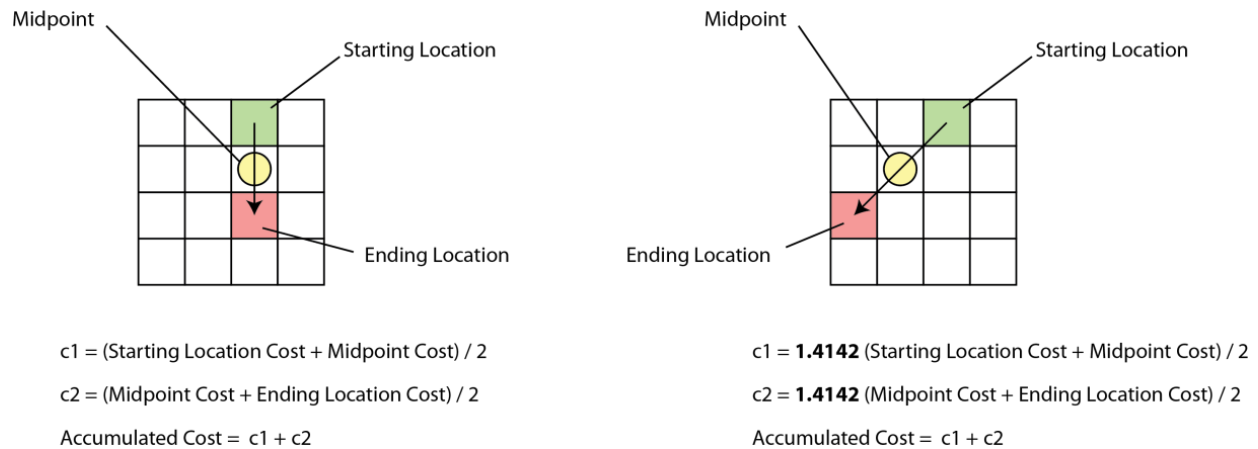 Midpoint
Starting Location
Ending Location
c1 = (Starting Location Cost + Midpoint Cost) / 2
c2 = (Midpoint Cost + Ending Location Cost) / 2
Accumulated Cost = c1 + c2
Midpoint
Starting Location
Ending Location
c1 = 1.4142 (Starting Location Cost + Midpoint Cost) / 2
c2 = 1.4142 (Midpoint Cost + Ending Location Cost) / 2
Accumulated Cost = c1 + c2